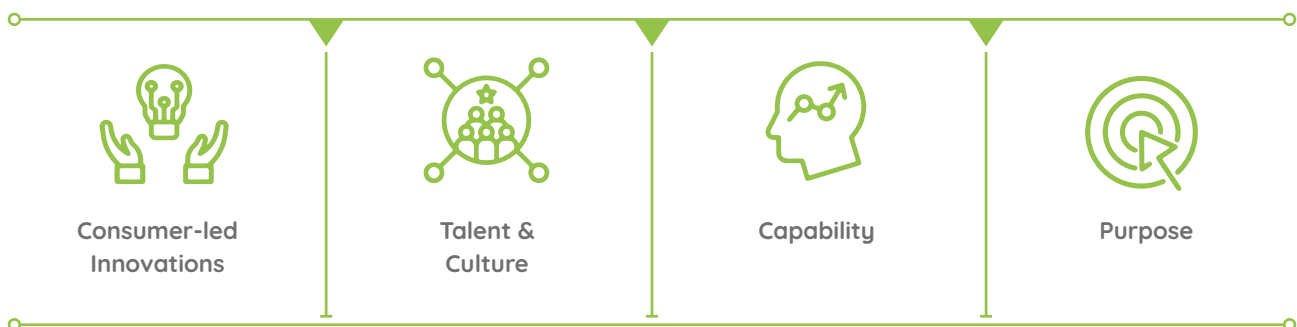 Consumer-led
Innovations
Talent &
Culture
Capability
Purpose